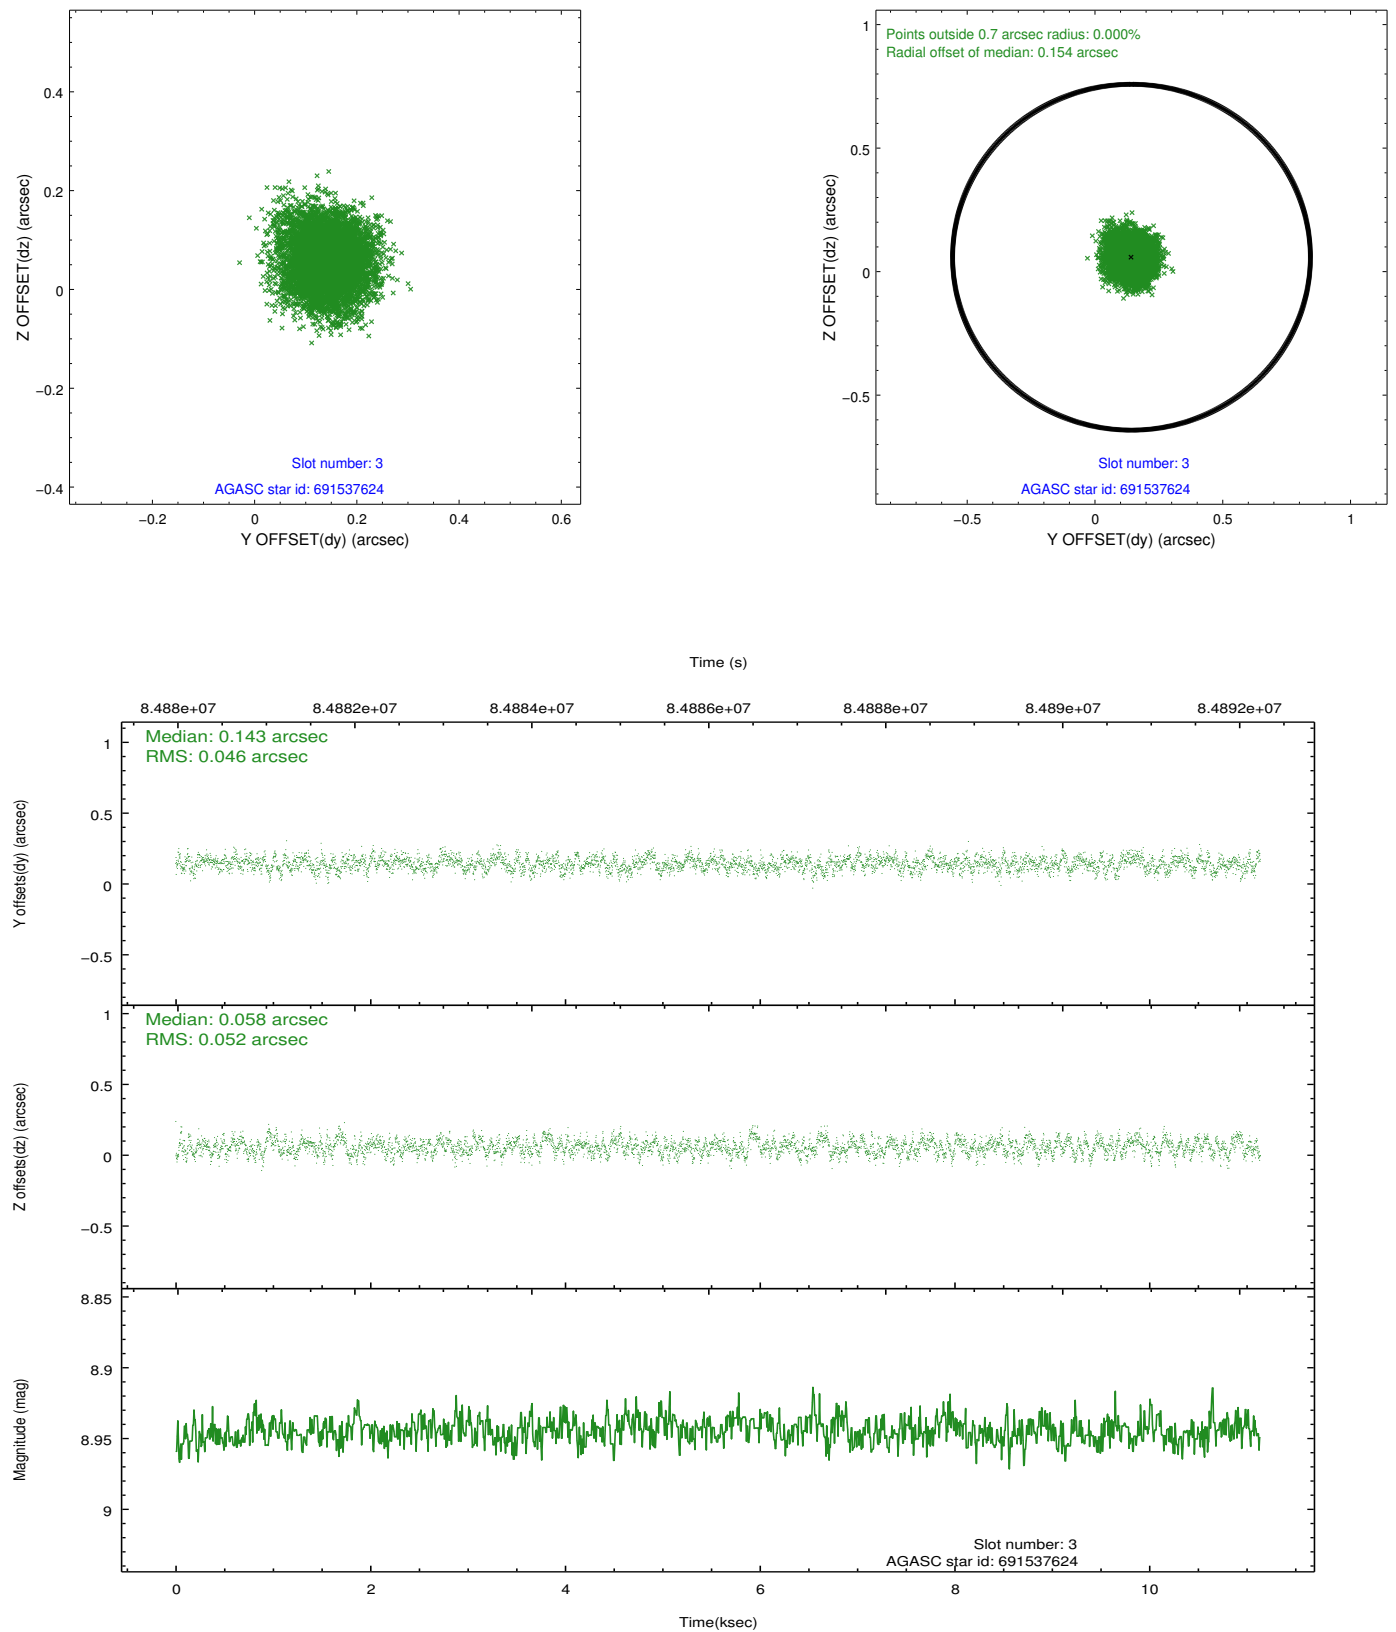 0.4
0.2
0
−0.2
−0.4
Z OFFSET(dz) (arcsec)
Slot number: 3
AGASC star id: 691537624
−0.2 0 0.2 0.4 0.6
Y OFFSET(dy) (arcsec)
Points outside 0.7 arcsec radius: 0.000%
Radial offset of median: 0.154 arcsec
1
0.5
0
−0.5
Z OFFSET(dz) (arcsec)
Slot number: 3
AGASC star id: 691537624
−0.5 0 0.5 1
Y OFFSET(dy) (arcsec)
Time (s)
8.488e+07 8.4882e+07 8.4884e+07 8.4886e+07 8.4888e+07 8.489e+07 8.4892e+07
Median: 0.143 arcsec
RMS: 0.046 arcsec
1
0.5
0
−0.5
Y offsets(dy) (arcsec)
Median: 0.058 arcsec
RMS: 0.052 arcsec
1
0.5
0
−0.5
Z offsets(dz) (arcsec)
8.85
8.9
8.95
9
Magnitude (mag)
Slot number: 3
AGASC star id: 691537624
0 2 4 6 8 10
Time(ksec)